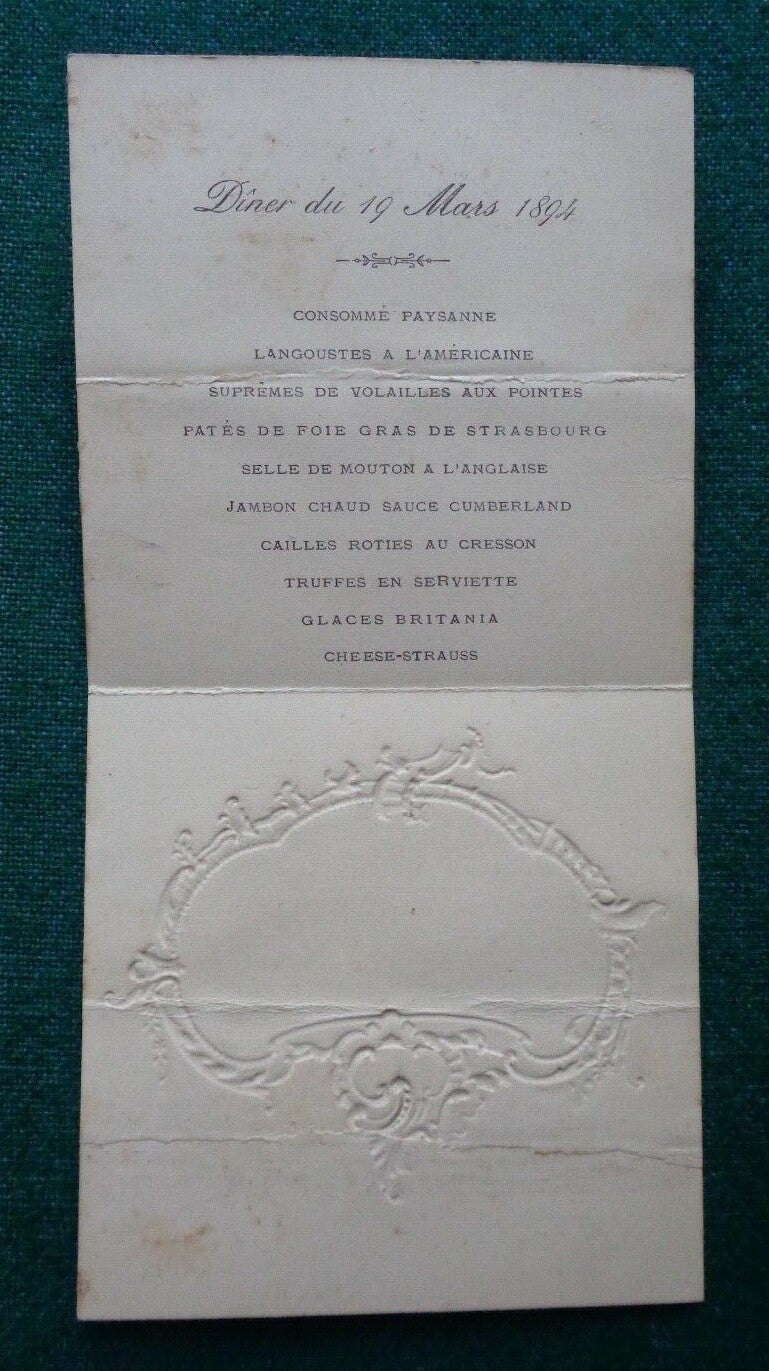 Dîner du 19 Mars 1894
CONSOMMÉ PAYSANNE
LANGOUSTES A L'AMÉRICAINE
SUPRÊMES DE VOLAILLES AUX POINTES
PATÉS DE FOIE GRAS DE STRASBOURG
SELLE DE MOUTON A L'ANGLAISE
JAMBON CHAUD SAUCE CUMBERLAND
CAILLES ROTIES AU CRESSON
TRUFFES EN SERVIETTE
GLACES BRITANIA
CHEESE-STRAUSS